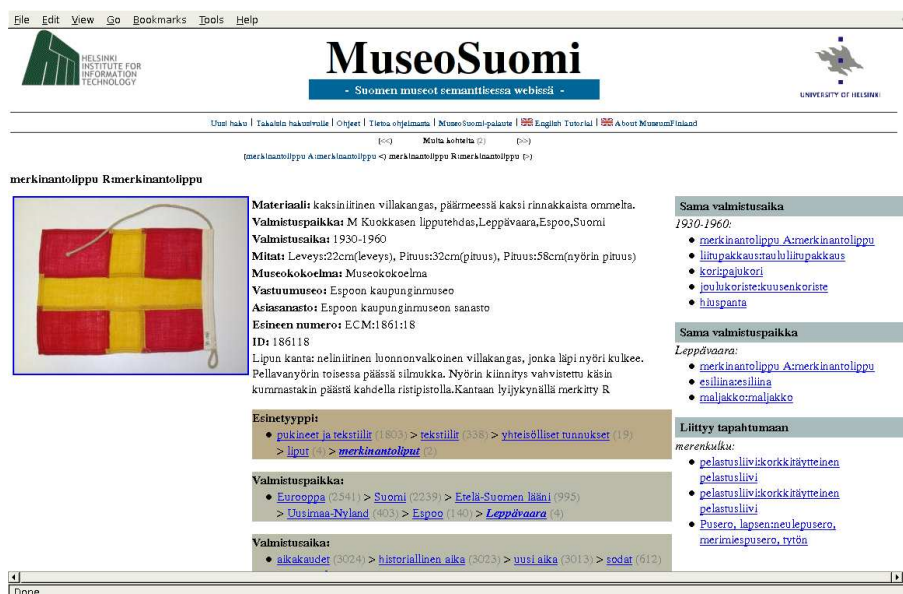 File Edit View Go Bookmarks Tools Help
HELSINKI
INSTITUTE FOR
INFORMATION
TECHNOLOGY
MuseoSuomi
- Suomen museot semanttisessa webissä -
UNIVERSITY OF HELSINKI
Uusi haku | Takaisin hakusivulle | Ohjeet | Tietoa ohjelmasta | MuseoSuomi-palaute | English Tutorial | About MuseumFinland
(<<) Muita kohteita (2) (>>)
(merkinantolippu A:merkinantolippu <) merkinantolippu R:merkinantolippu (>)
merkinantolippu R:merkinantolippu
Materiaali: kaksiniitinen villakangas, päärmeessä kaksi rinnakkaista ommelta.
Valmistuspaikka: M Kuokkasen lipputehdas,Leppävaara,Espoo,Suomi
Valmistusaika: 1930-1960
Mitat: Leveys:22cm(leveys), Pituus:32cm(pituus), Pituus:58cm(nyörin pituus)
Museokokoelma: Museokokoelma
Vastuumuseo: Espoon kaupunginmuseo
Asiasanasto: Espoon kaupunginmuseon sanasto
Esineen numero: ECM:1861:18
ID: 186118
Lipun kanta: neliniitinen luonnonvalkoinen villakangas, jonka läpi nyöri kulkee.
Pellavanyörin toisessa päässä silmukka. Nyörin kiinnitys vahvistettu käsin
kummastakin päästä kahdella ristipistolla.Kantaan lyijykynällä merkitty R
Esinetyyppi:
pukineet ja tekstiilit (1803) > tekstiilit (338) > yhteisölliset tunnukset (19)
> liput (4) > merkinantoliput (2)
Valmistuspaikka:
Eurooppa (2541) > Suomi (2239) > Etelä-Suomen lääni (995)
> Uusimaa-Nyland (403) > Espoo (140) > Leppävaara (4)
Valmistusaika:
aikakaudet (3024) > historiallinen aika (3023) > uusi aika (3013) > sodat (612)
Sama valmistusaika
1930-1960:
merkinantolippu A:merkinantolippu
liitupakkaus:taululiitupakkaus
kori:pajukori
joulukoriste:kuusenkoriste
hiuspanta
Sama valmistuspaikka
Leppävaara:
merkinantolippu A:merkinantolippu
esiliina:esiliina
maljakko:maljakko
Liittyy tapahtumaan
merenkulku:
pelastusliivi:korkkitäytteinen
pelastusliivi
pelastusliivi:korkkitäytteinen
pelastusliivi
Pusero, lapsen:neulepusero,
merimiespusero, tytön
Done